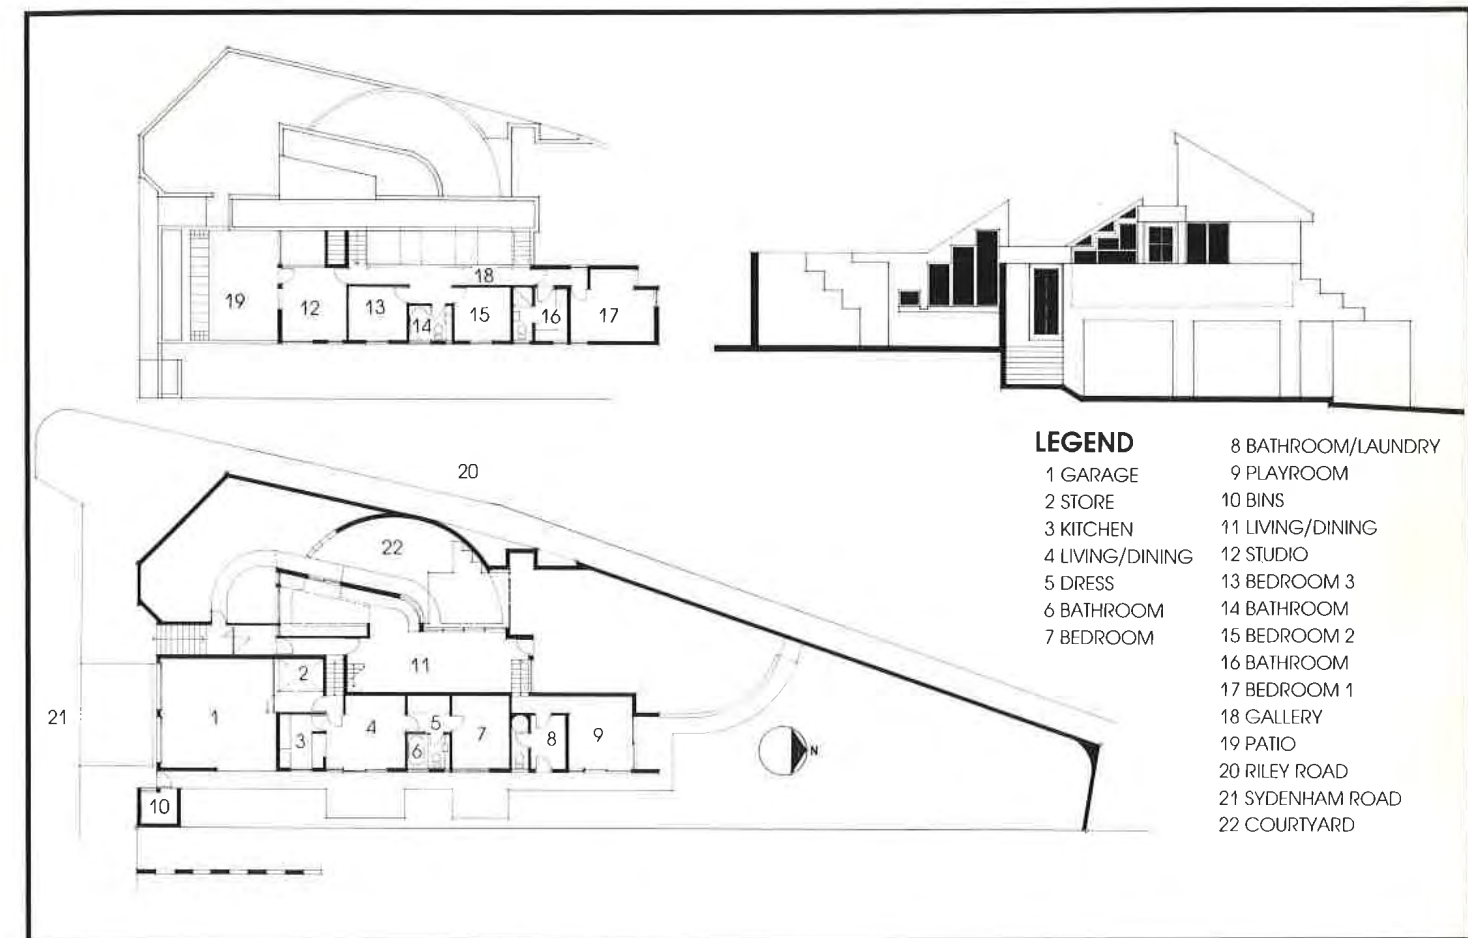 18
19
12
13
14
15
16
17
20
22
2
11
21
1
3
4
5
6
7
8
9
10
N
LEGEND
1 GARAGE
2 STORE
3 KITCHEN
4 LIVING/DINING
5 DRESS
6 BATHROOM
7 BEDROOM
8 BATHROOM/LAUNDRY
9 PLAYROOM
10 BINS
11 LIVING/DINING
12 STUDIO
13 BEDROOM 3
14 BATHROOM
15 BEDROOM 2
16 BATHROOM
17 BEDROOM 1
18 GALLERY
19 PATIO
20 RILEY ROAD
21 SYDENHAM ROAD
22 COURTYARD